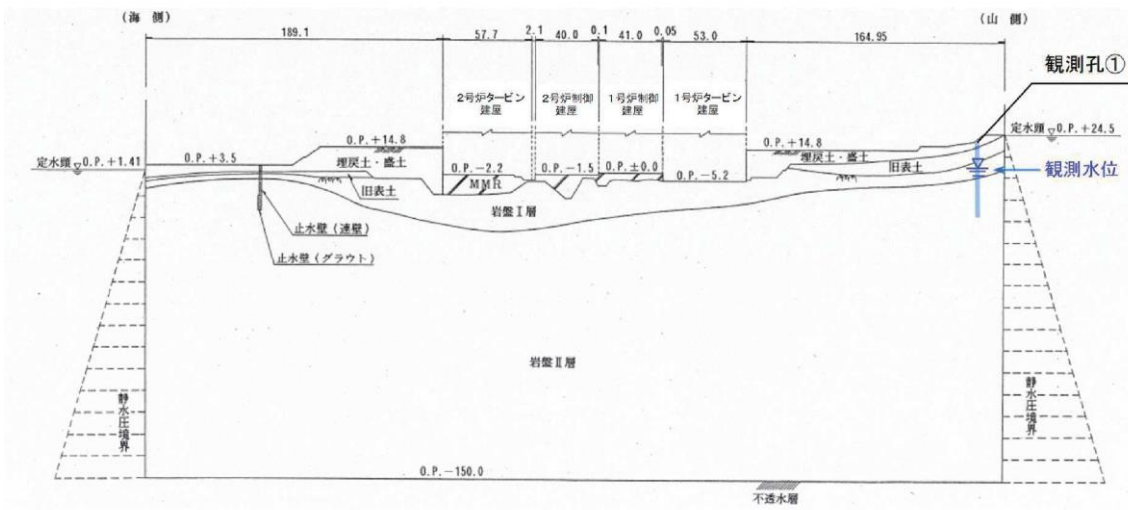 (海 側)
(山 側)
189.1
57.7
2.1
40.0
0.1
41.0
0.05
53.0
164.95
観測孔①
2号炉タービン
建屋
2号炉制御
建屋
1号炉制御
建屋
1号炉タービン
建屋
定水頭 O.P.+1.41
O.P.+3.5
O.P.+14.8
埋戻土・盛土
旧表土
O.P.-2.2
MMR
O.P.-1.5
O.P.±0.0
O.P.-5.2
O.P.+14.8
埋戻土・盛土
旧表土
定水頭 O.P.+24.5
観測水位
岩盤Ⅰ層
止水壁(連壁)
止水壁(グラウト)
岩盤Ⅱ層
静水圧境界
静水圧境界
O.P.-150.0
不透水層